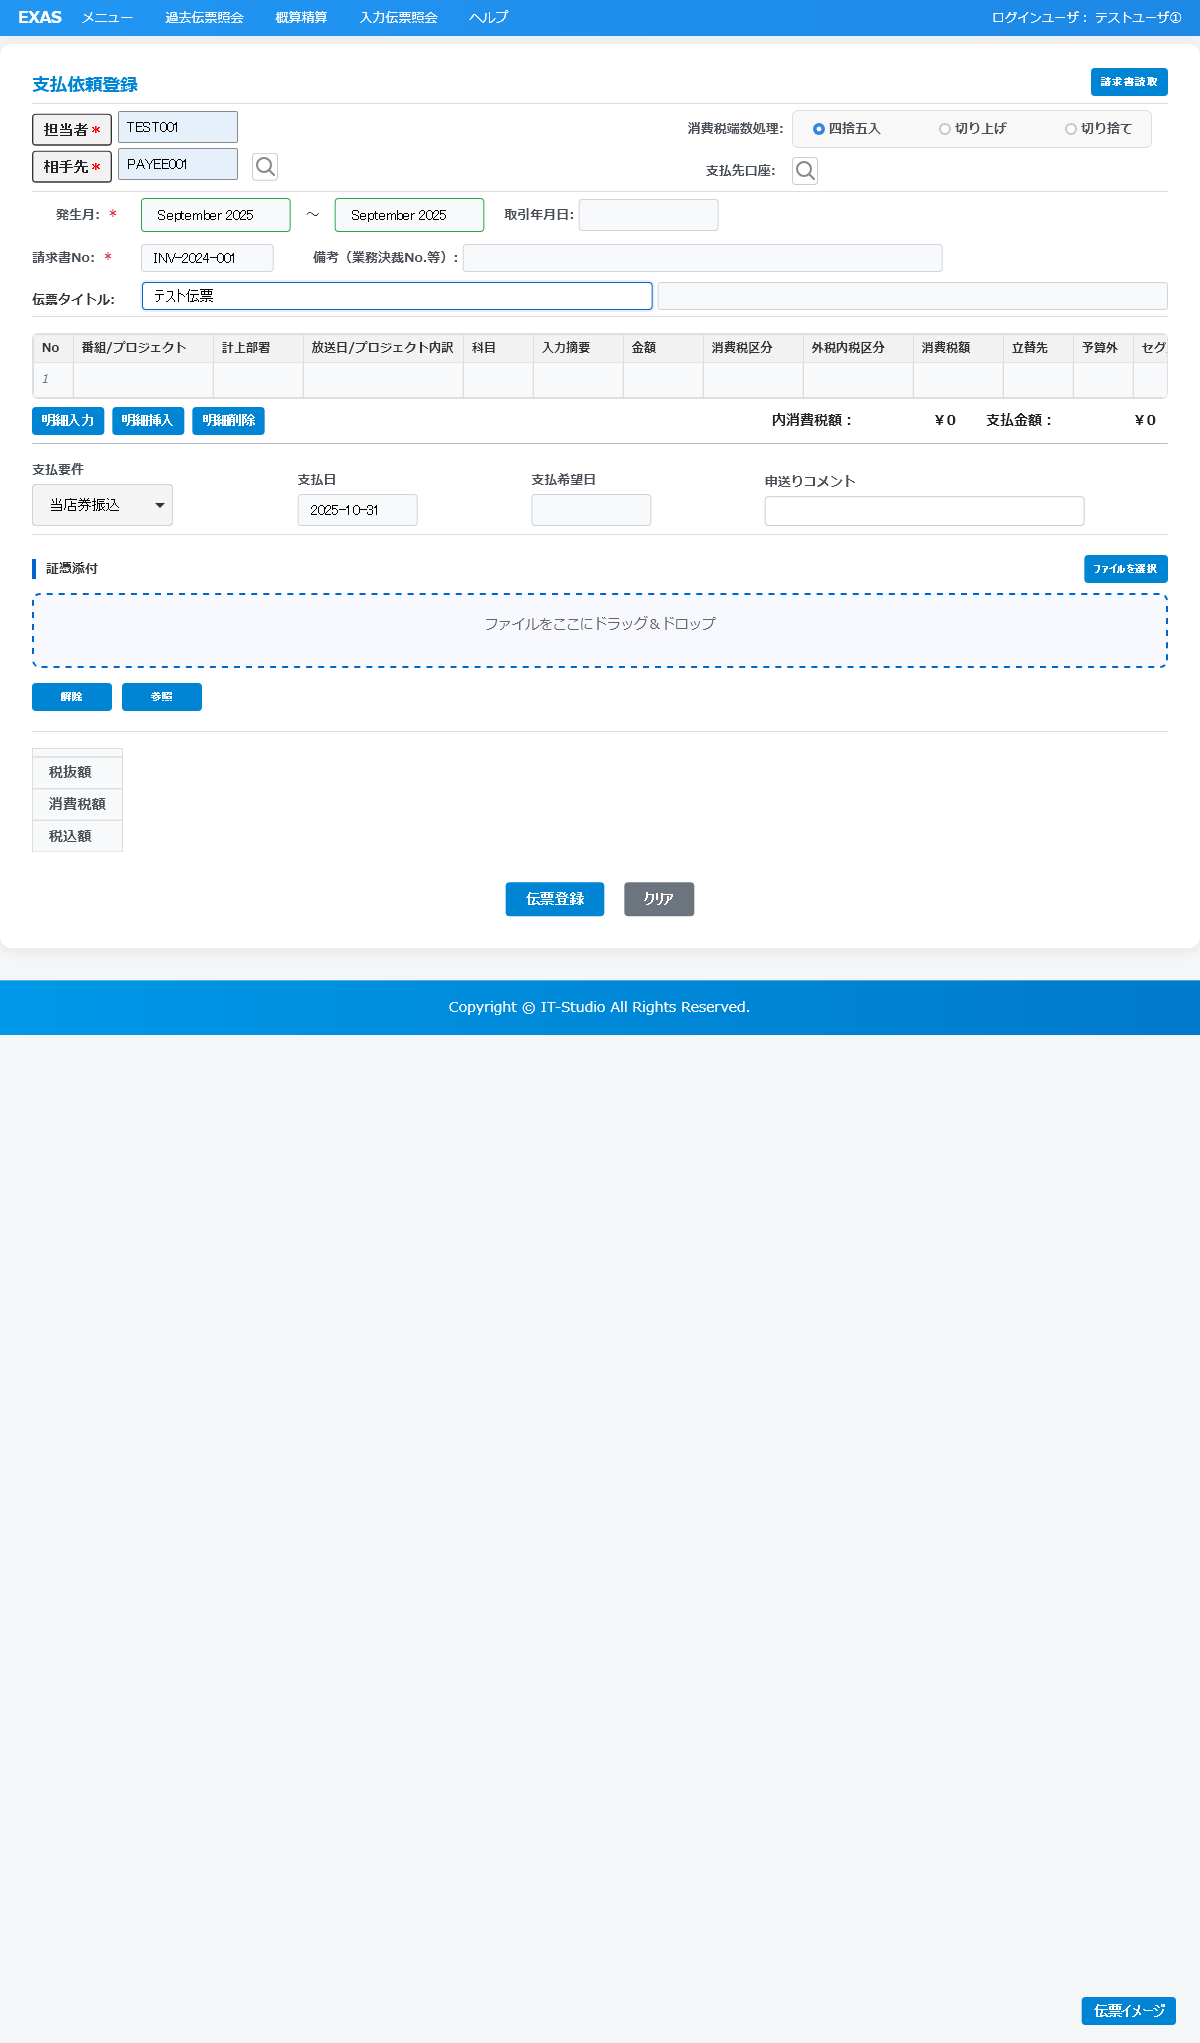 EXAS メニュー 過去伝票照会 概算精算 入力伝票照会 ヘルプ ログインユーザ： テストユーザ①
支払依頼登録 請求書読取
担当者* TEST001 消費税端数処理: 四捨五入 切り上げ 切り捨て
相手先* PAYEE001 支払先口座:
発生月: * September 2025 ～ September 2025 取引年月日:
請求書No: * INV-2024-001 備考（業務決裁No.等）:
伝票タイトル: テスト伝票
No 番組/プロジェクト 計上部署 放送日/プロジェクト内訳 科目 入力摘要 金額 消費税区分 外税内税区分 消費税額 立替先 予算外 セグ
1
明細入力 明細挿入 明細削除 内消費税額： ￥0 支払金額： ￥0
支払要件 支払日 支払希望日 申送りコメント
当店券振込 2025-10-31
証憑添付 ファイルを選択
ファイルをここにドラッグ＆ドロップ
解除 参照
税抜額
消費税額
税込額
伝票登録 クリア
Copyright © IT-Studio All Rights Reserved.
伝票イメージ